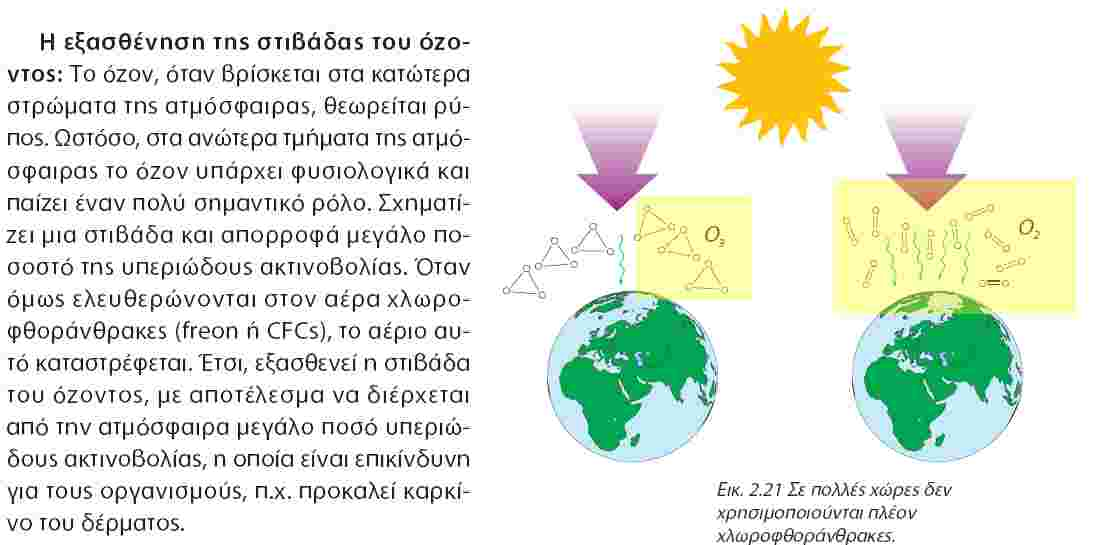 Η εξασθένηση της στιβάδας του όζο-
ντος: Το όζον, όταν βρίσκεται στα κατώτερα
στρώματα της ατμόσφαιρας, θεωρείται ρύ-
πος. Ωστόσο, στα ανώτερα τμήματα της ατμό-
σφαιρας το όζον υπάρχει φυσιολογικά και
παίζει έναν πολύ σημαντικό ρόλο. Σχηματί-
ζει μια στιβάδα και απορροφά μεγάλο πο-
σοστό της υπεριώδους ακτινοβολίας. Όταν
όμως ελευθερώνονται στον αέρα χλωρο-
φθοράνθρακες (freon ή CFCs), το αέριο αυ-
τό καταστρέφεται. Έτσι, εξασθενεί η στιβάδα
του όζοντος, με αποτέλεσμα να διέρχεται
από την ατμόσφαιρα μεγάλο ποσό υπεριώ-
δους ακτινοβολίας, η οποία είναι επικίνδυνη
για τους οργανισμούς, π.χ. προκαλεί καρκί-
νο του δέρματος.
O₃
O₂
Εικ. 2.21 Σε πολλές χώρες δεν
χρησιμοποιούνται πλέον
χλωροφθοράνθρακες.